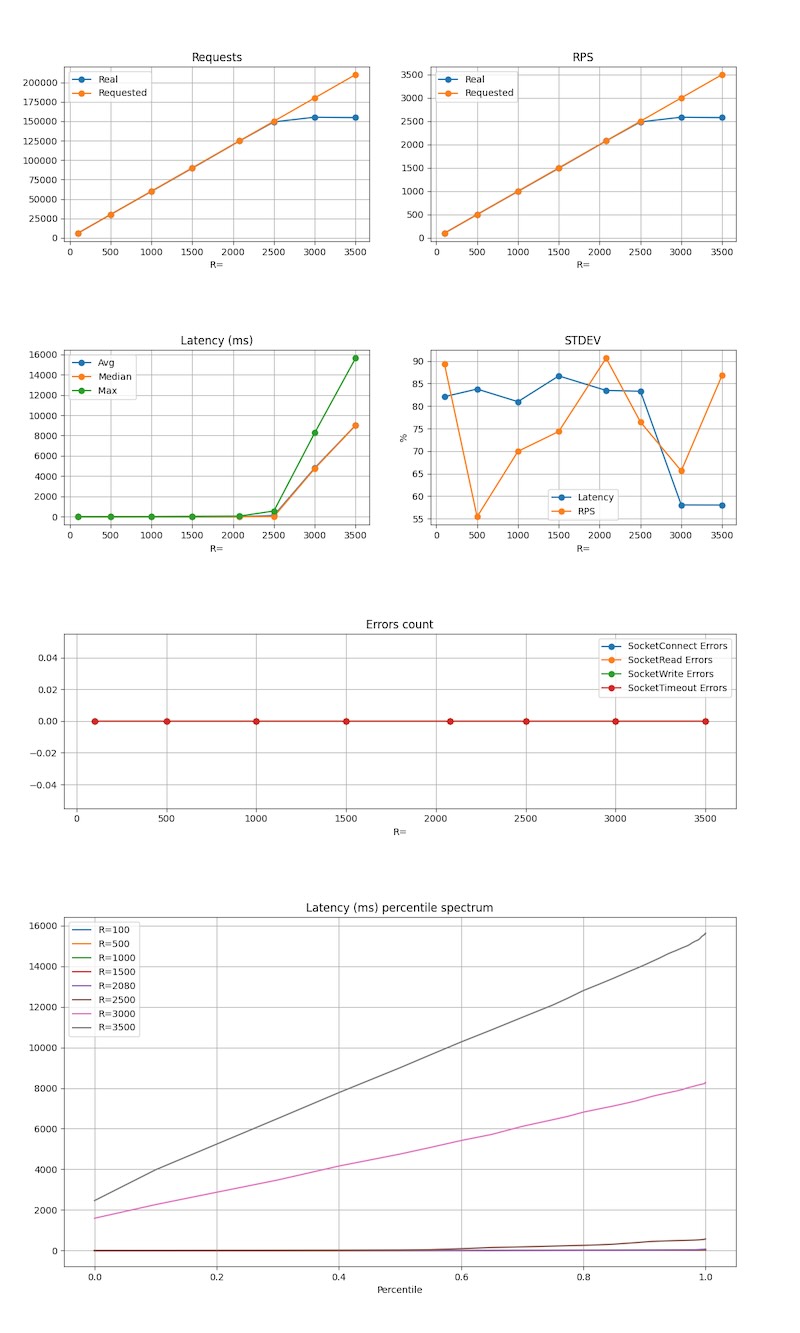 Requests
RPS
Real
Requested
Real
Requested
200000
175000
150000
125000
100000
75000
50000
25000
0
3500
3000
2500
2000
1500
1000
500
0
0 500 1000 1500 2000 2500 3000 3500
0 500 1000 1500 2000 2500 3000 3500
R=
R=
Latency (ms)
STDEV
Avg
Median
Max
16000
14000
12000
10000
8000
6000
4000
2000
0
90
85
80
75
70
65
60
55
%
Latency
RPS
0 500 1000 1500 2000 2500 3000 3500
0 500 1000 1500 2000 2500 3000 3500
R=
R=
Errors count
SocketConnect Errors
SocketRead Errors
SocketWrite Errors
SocketTimeout Errors
0.04
0.02
0.00
−0.02
−0.04
0 500 1000 1500 2000 2500 3000 3500
R=
Latency (ms) percentile spectrum
R=100
R=500
R=1000
R=1500
R=2080
R=2500
R=3000
R=3500
16000
14000
12000
10000
8000
6000
4000
2000
0
0.0 0.2 0.4 0.6 0.8 1.0
Percentile